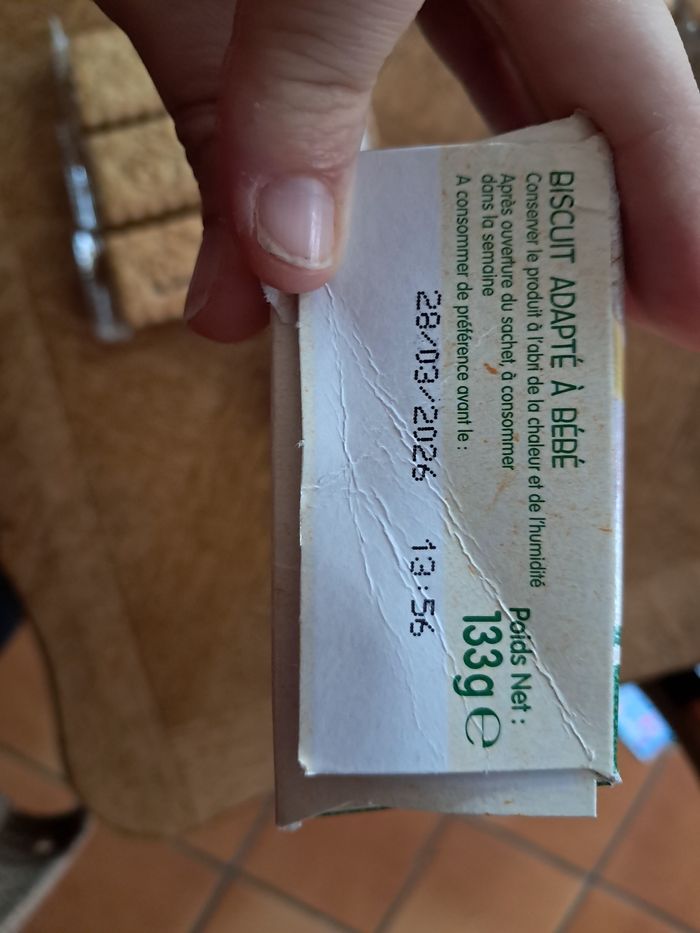 BISCUIT ADAPTÉ À BÉBÉ
Conserver le produit à l'abri de la chaleur et de l'humidité
Après ouverture du sachet, à consommer
dans la semaine
A consommer de préférence avant le :
Poids Net :
133g e
28/03/2026 13:56